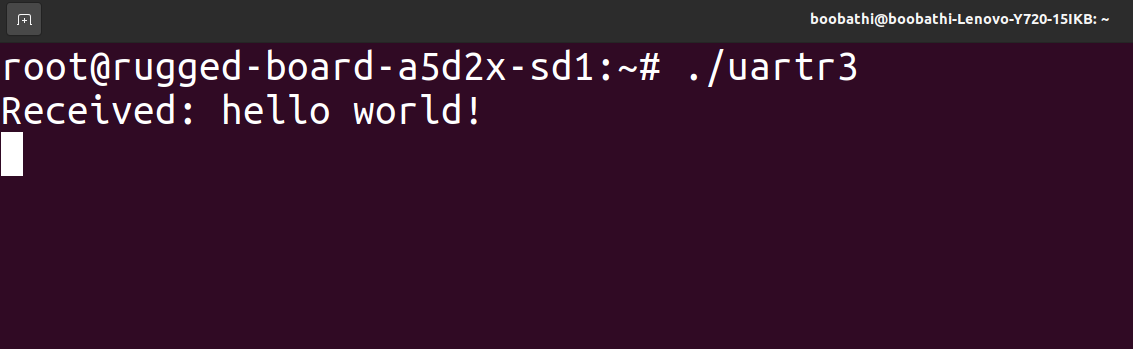 boobathi@boobathi-Lenovo-Y720-15IKB: ~
root@rugged-board-a5d2x-sd1:~# ./uartr3
Received: hello world!